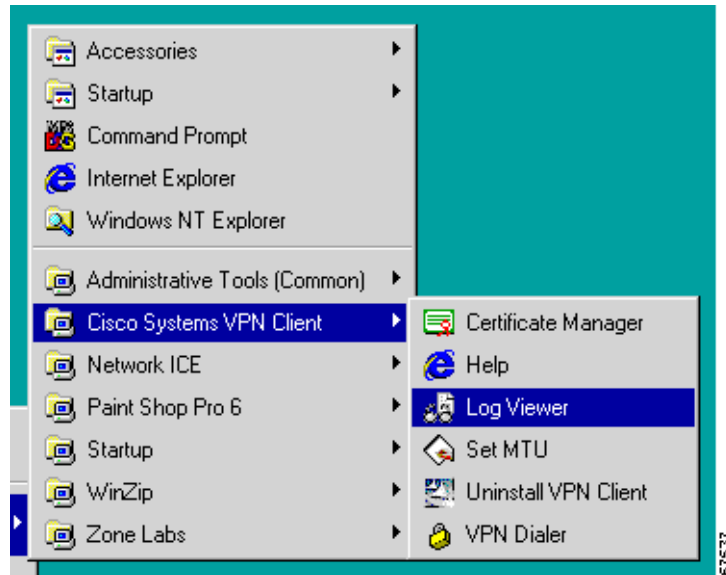 Accessories
Startup
Command Prompt
Internet Explorer
Windows NT Explorer
Administrative Tools (Common)
Cisco Systems VPN Client
Network ICE
Paint Shop Pro 6
Startup
WinZip
Zone Labs
Certificate Manager
Help
Log Viewer
Set MTU
Uninstall VPN Client
VPN Dialer